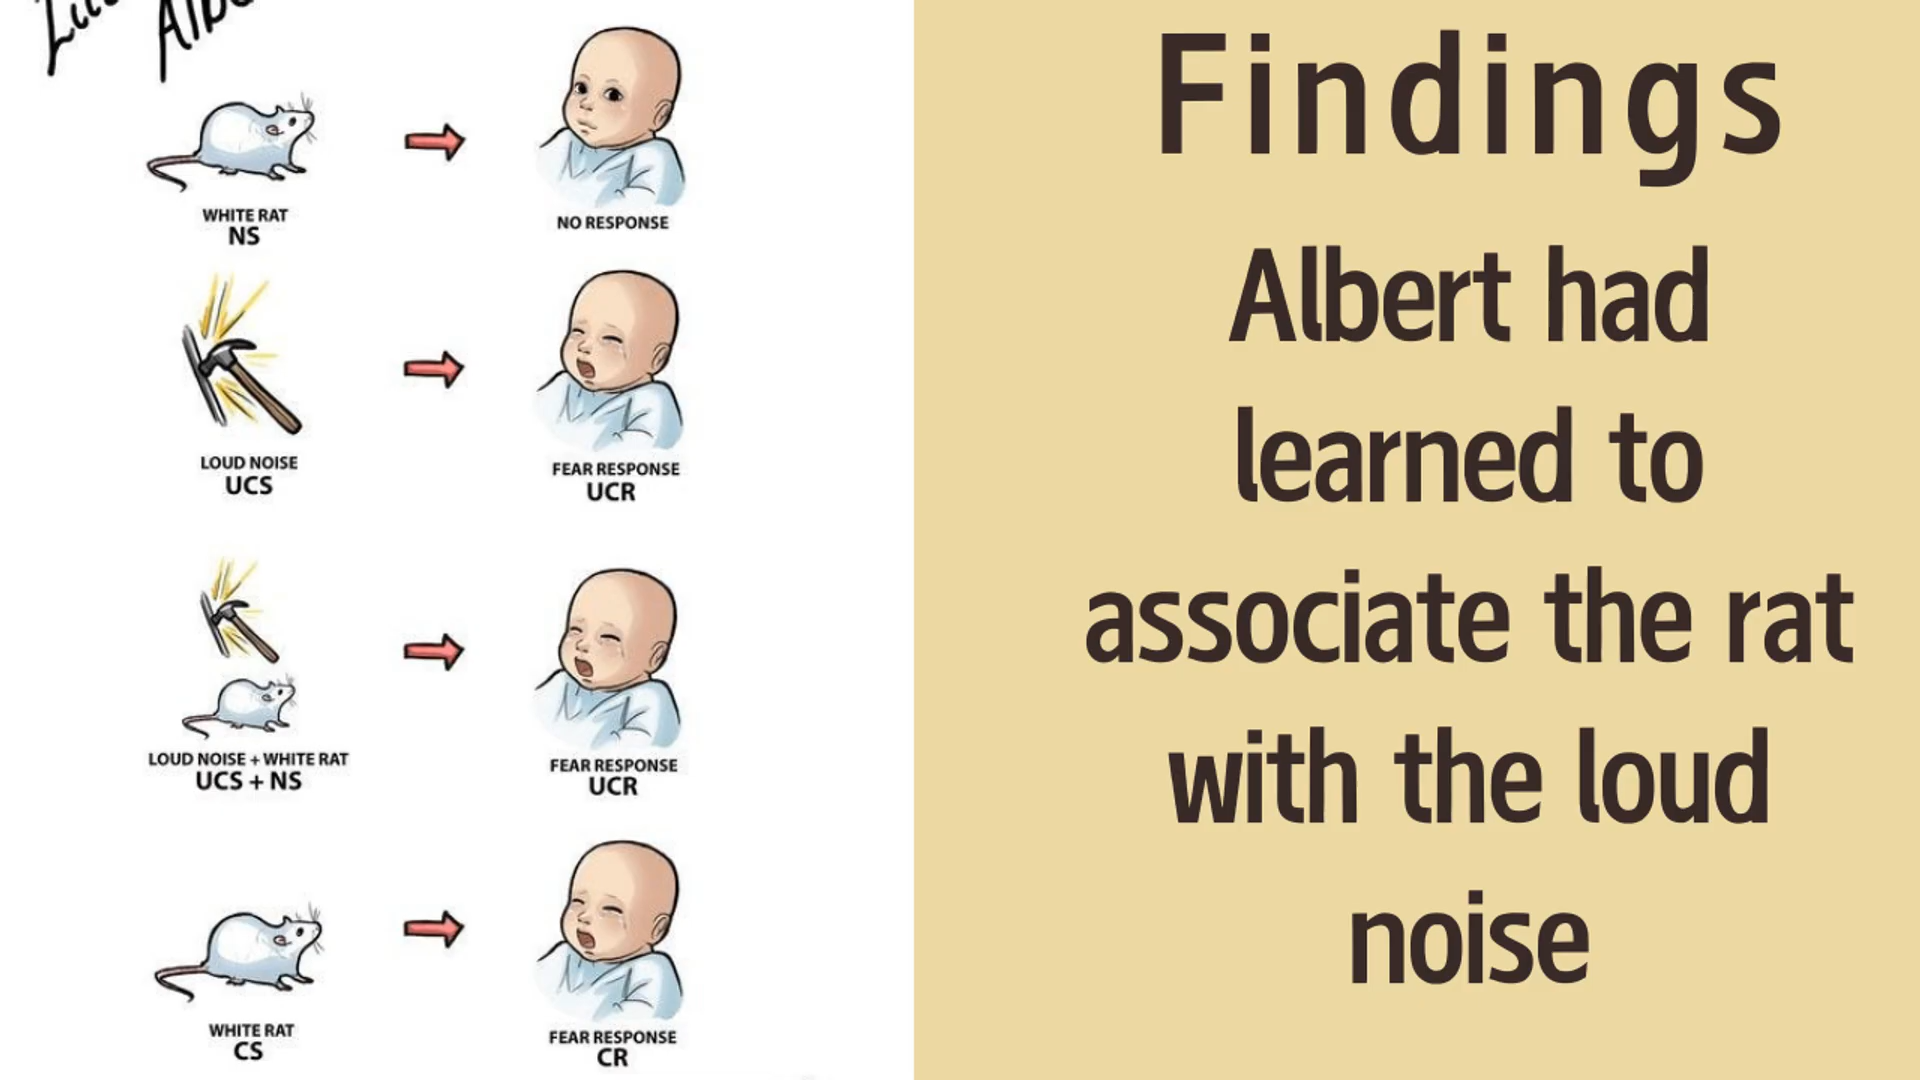 WHITE RAT
NS
NO RESPONSE
LOUD NOISE
UCS
FEAR RESPONSE
UCR
LOUD NOISE + WHITE RAT
UCS + NS
FEAR RESPONSE
UCR
WHITE RAT
CS
FEAR RESPONSE
CR
Findings
Albert had
learned to
associate the rat
with the loud
noise